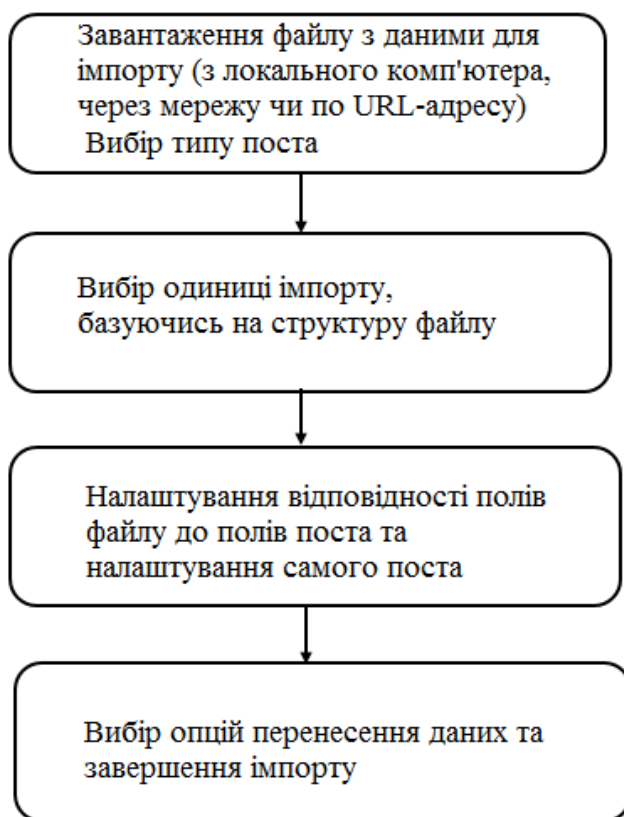 Завантаження файлу з даними для
імпорту (з локального комп'ютера,
через мережу чи по URL-адресу)
Вибір типу поста
Вибір одиниці імпорту,
базуючись на структуру файлу
Налаштування відповідності полів
файлу до полів поста та
налаштування самого поста
Вибір опцій перенесення даних та
завершення імпорту